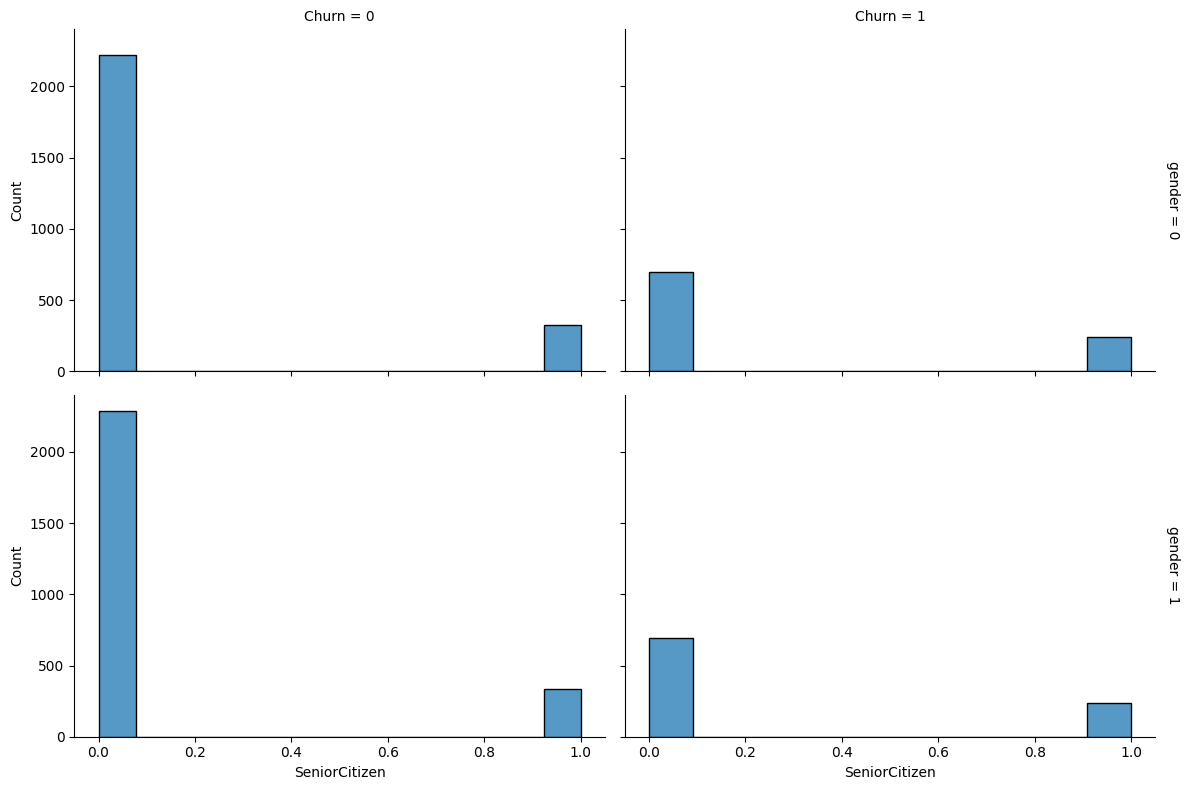 Churn = 0
Churn = 1
2000
1500
1000
500
0
Count
gender = 0
2000
1500
1000
500
0
Count
gender = 1
0.0 0.2 0.4 0.6 0.8 1.0
0.0 0.2 0.4 0.6 0.8 1.0
SeniorCitizen
SeniorCitizen